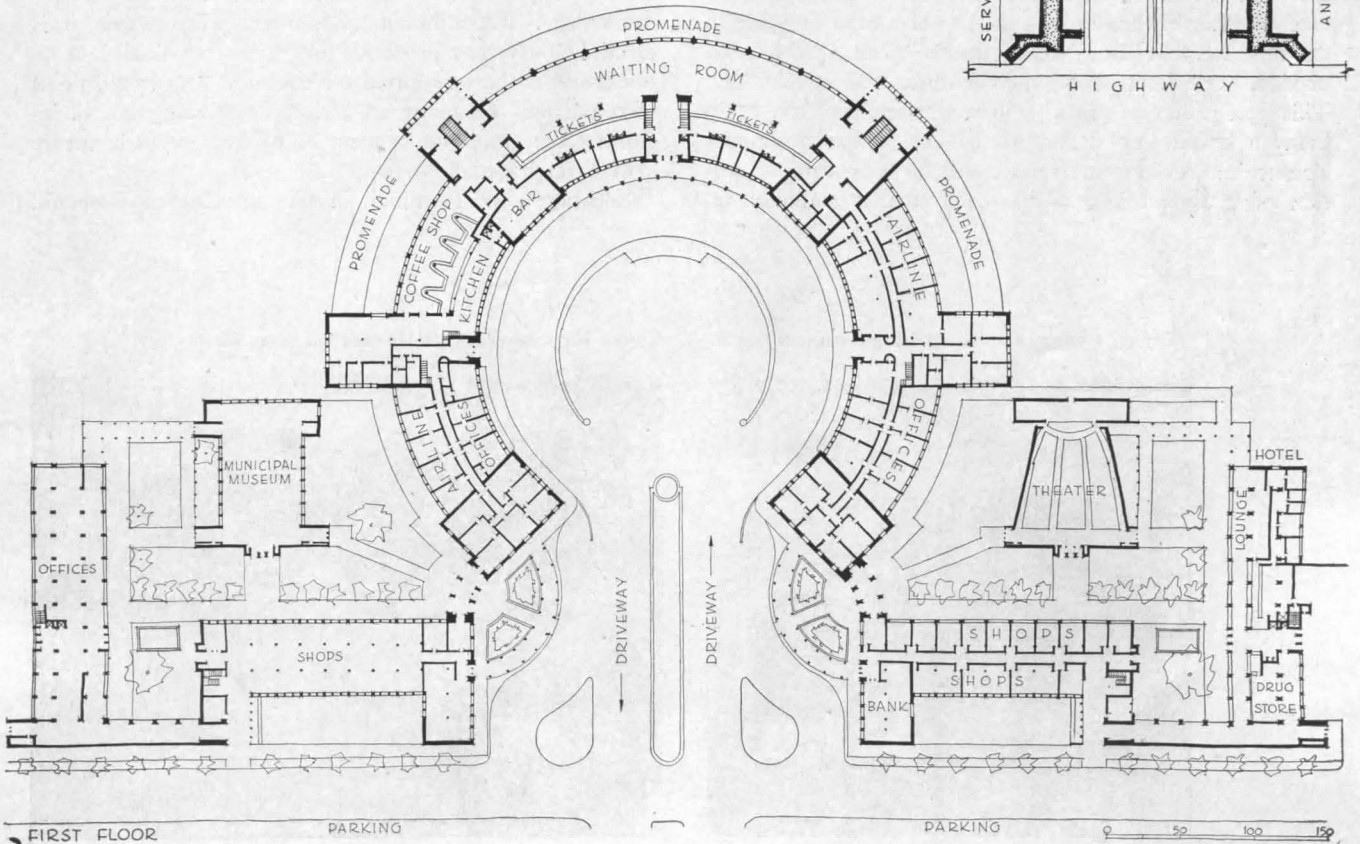 SERV
AN
HIGHWAY
PROMENADE
WAITING ROOM
TICKETS
TICKETS
PROMENADE
PROMENADE
COFFEE SHOP
KITCHEN
BAR
AIRLINE
AIRLINE
OFFICES
OFFICES
MUNICIPAL
MUSEUM
THEATER
HOTEL
LOUNGE
OFFICES
SHOPS
DRIVEWAY
DRIVEWAY
SHOPS
SHOPS
BANK
DRUG
STORE
FIRST FLOOR
PARKING
PARKING
0 50 100 150